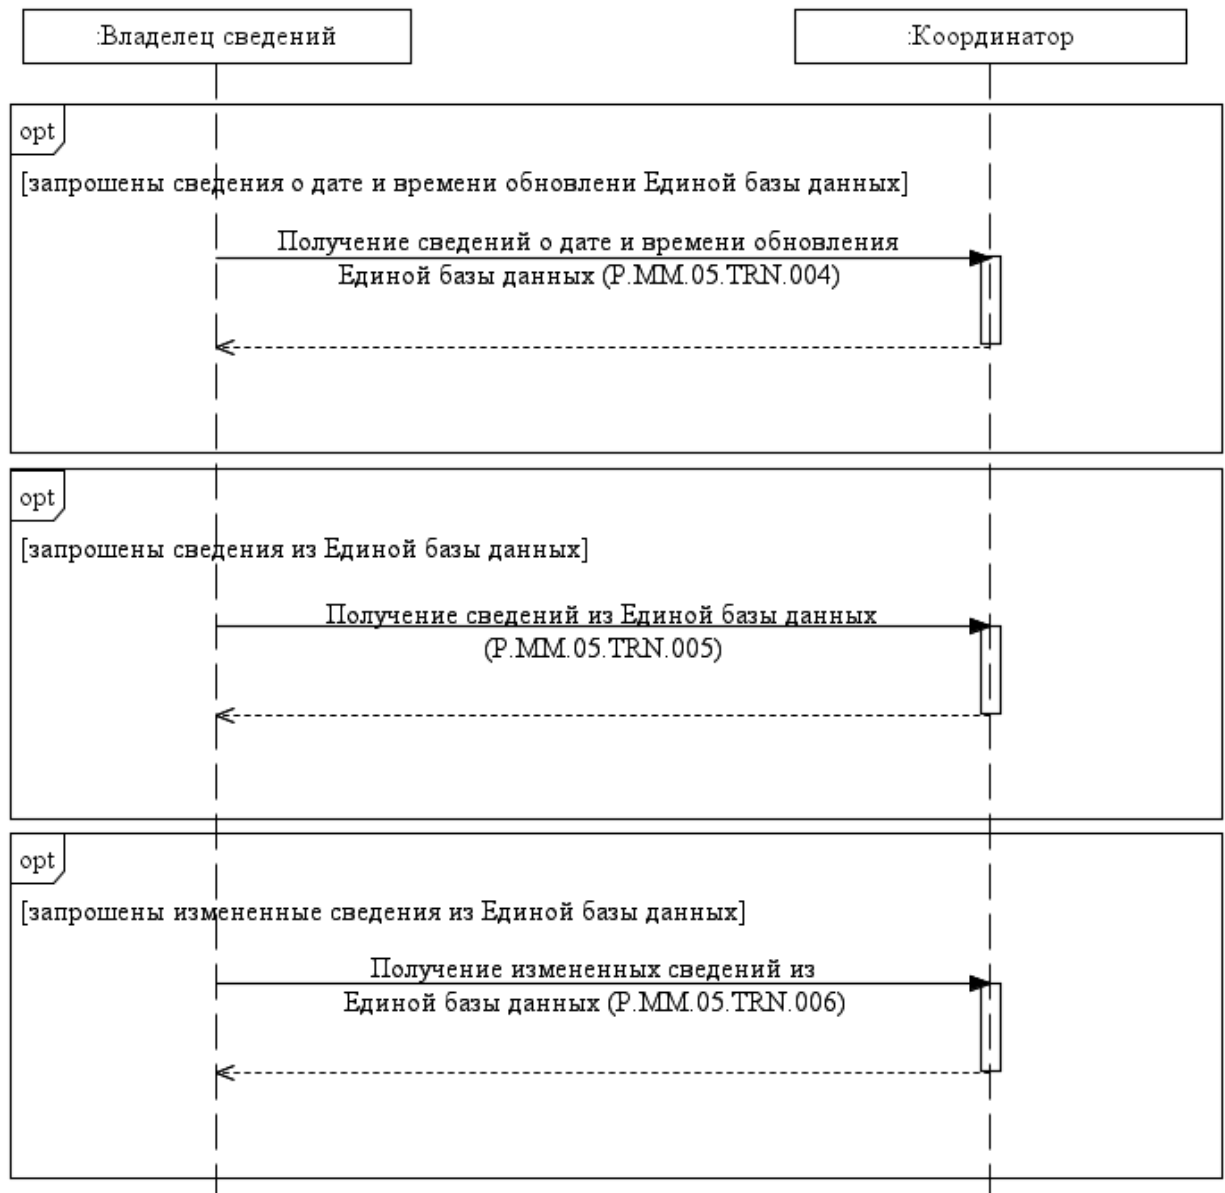 :Владелец сведений
:Координатор
opt
[запрошены сведения о дате и времени обновлени Единой базы данных]
Получение сведений о дате и времени обновления
Единой базы данных (P.MM.05.TRN.004)
opt
[запрошены сведения из Единой базы данных]
Получение сведений из Единой базы данных
(P.MM.05.TRN.005)
opt
[запрошены измененные сведения из Единой базы данных]
Получение измененных сведений из
Единой базы данных (P.MM.05.TRN.006)